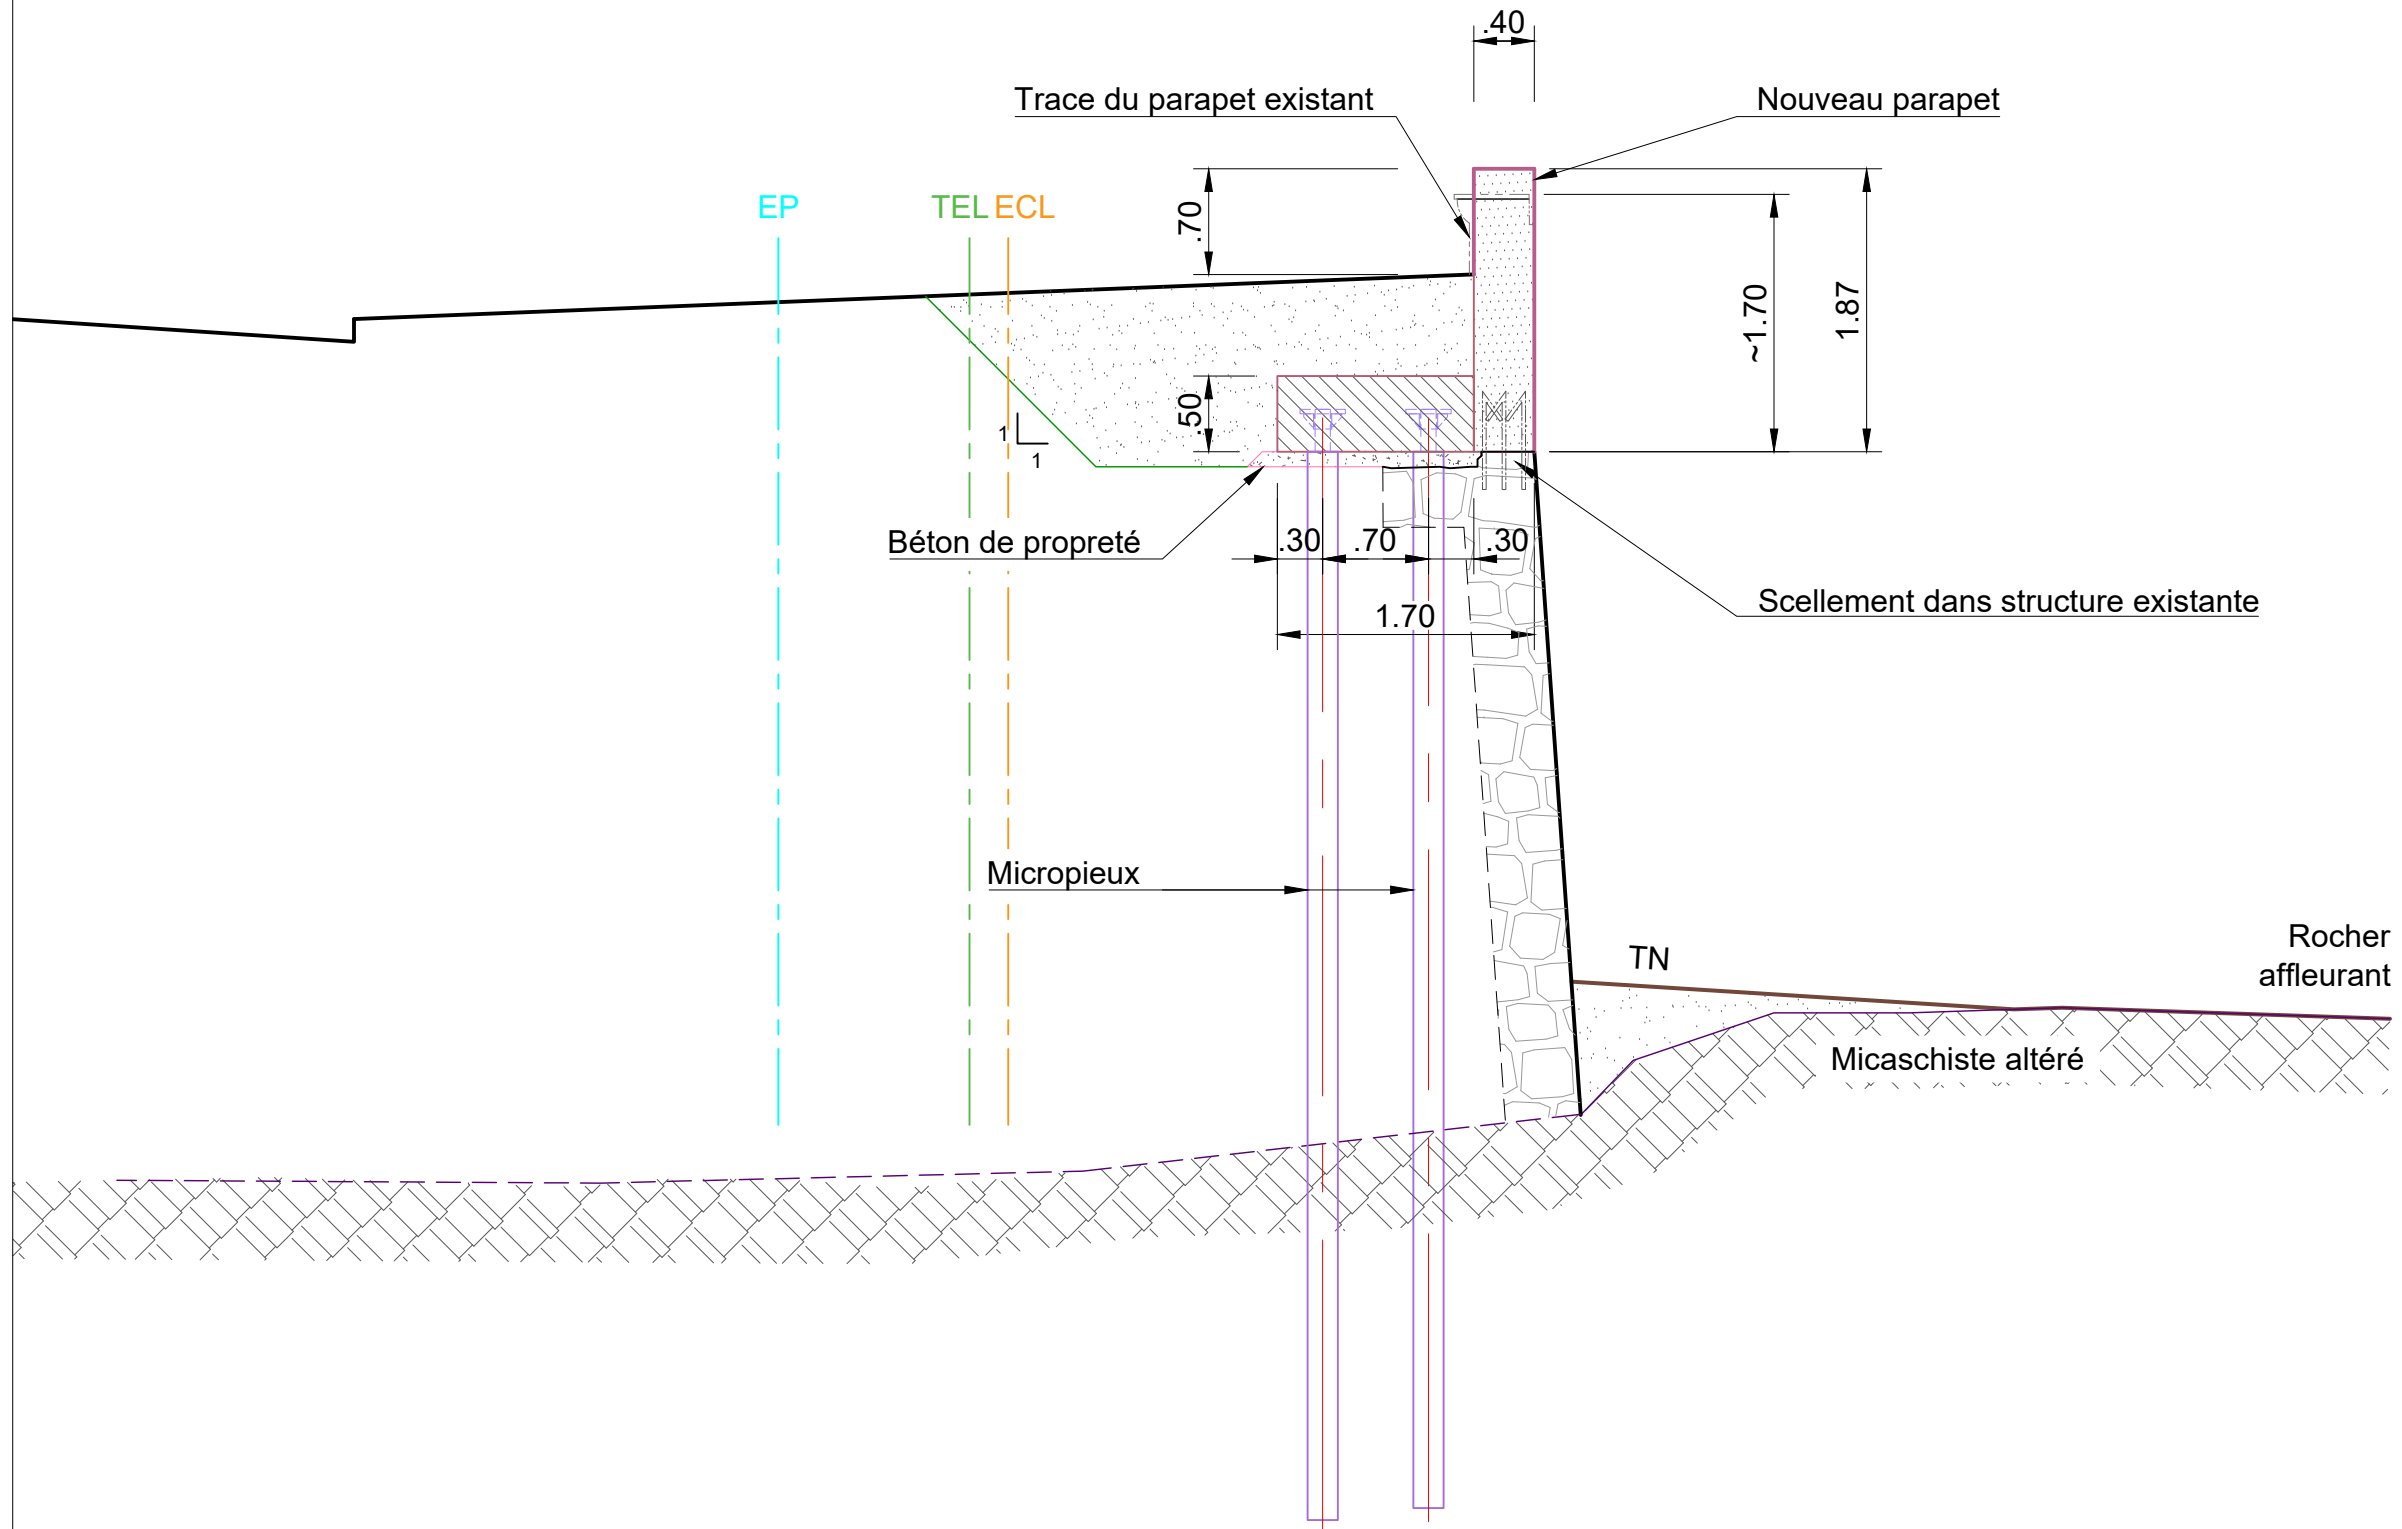 .40
Trace du parapet existant
Nouveau parapet
EP
TEL
ECL
.70
~1.70
1.87
.50
1
1
Béton de propreté
.30
.70
.30
1.70
Scellement dans structure existante
Micropieux
TN
Rocher
affleurant
Micaschiste altéré